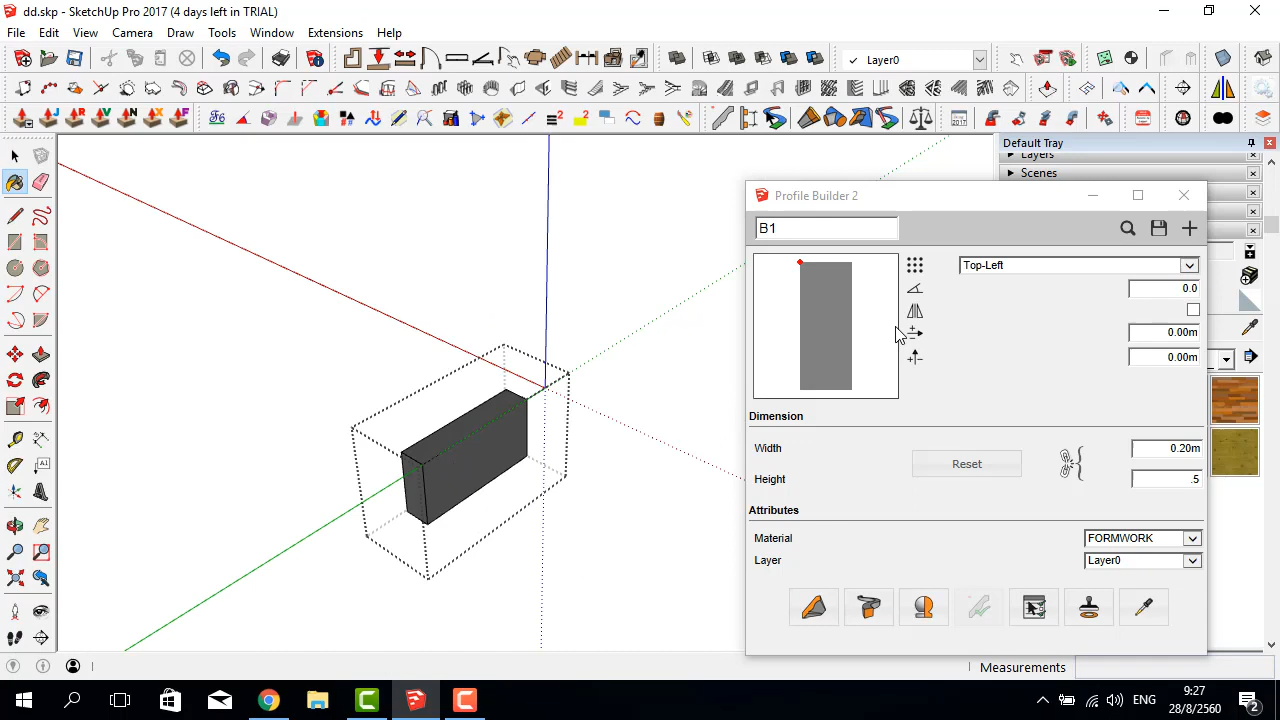 dd.skp - SketchUp Pro 2017 (4 days left in TRIAL)
File Edit View Camera Draw Tools Window Extensions Help
Layer0
Default Tray
Layers
Scenes
Profile Builder 2
B1
Top-Left
0.0
0.00m
0.00m
Dimension
Width 0.20m
Reset
Height .5
Attributes
Material FORMWORK
Layer Layer0
Measurements
ENG
9:27
28/8/2560
2